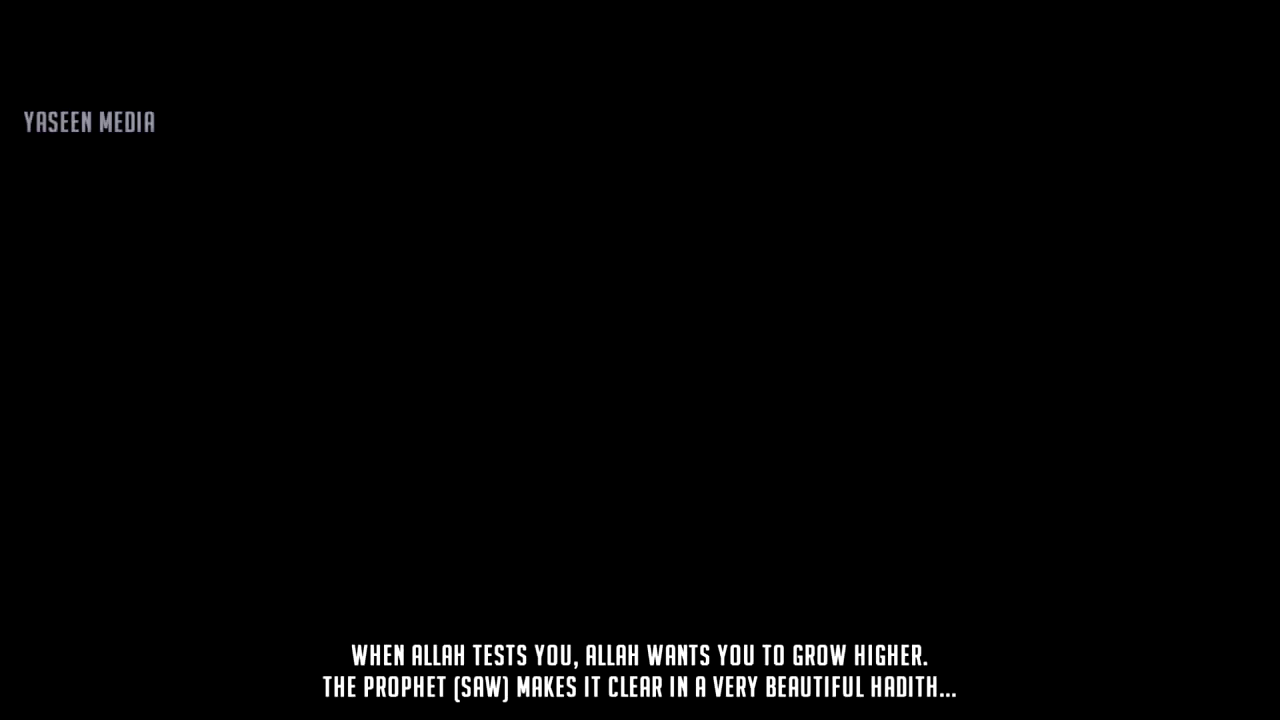 YASEEN MEDIA
WHEN ALLAH TESTS YOU, ALLAH WANTS YOU TO GROW HIGHER.
THE PROPHET (SAW) MAKES IT CLEAR IN A VERY BEAUTIFUL HADITH...